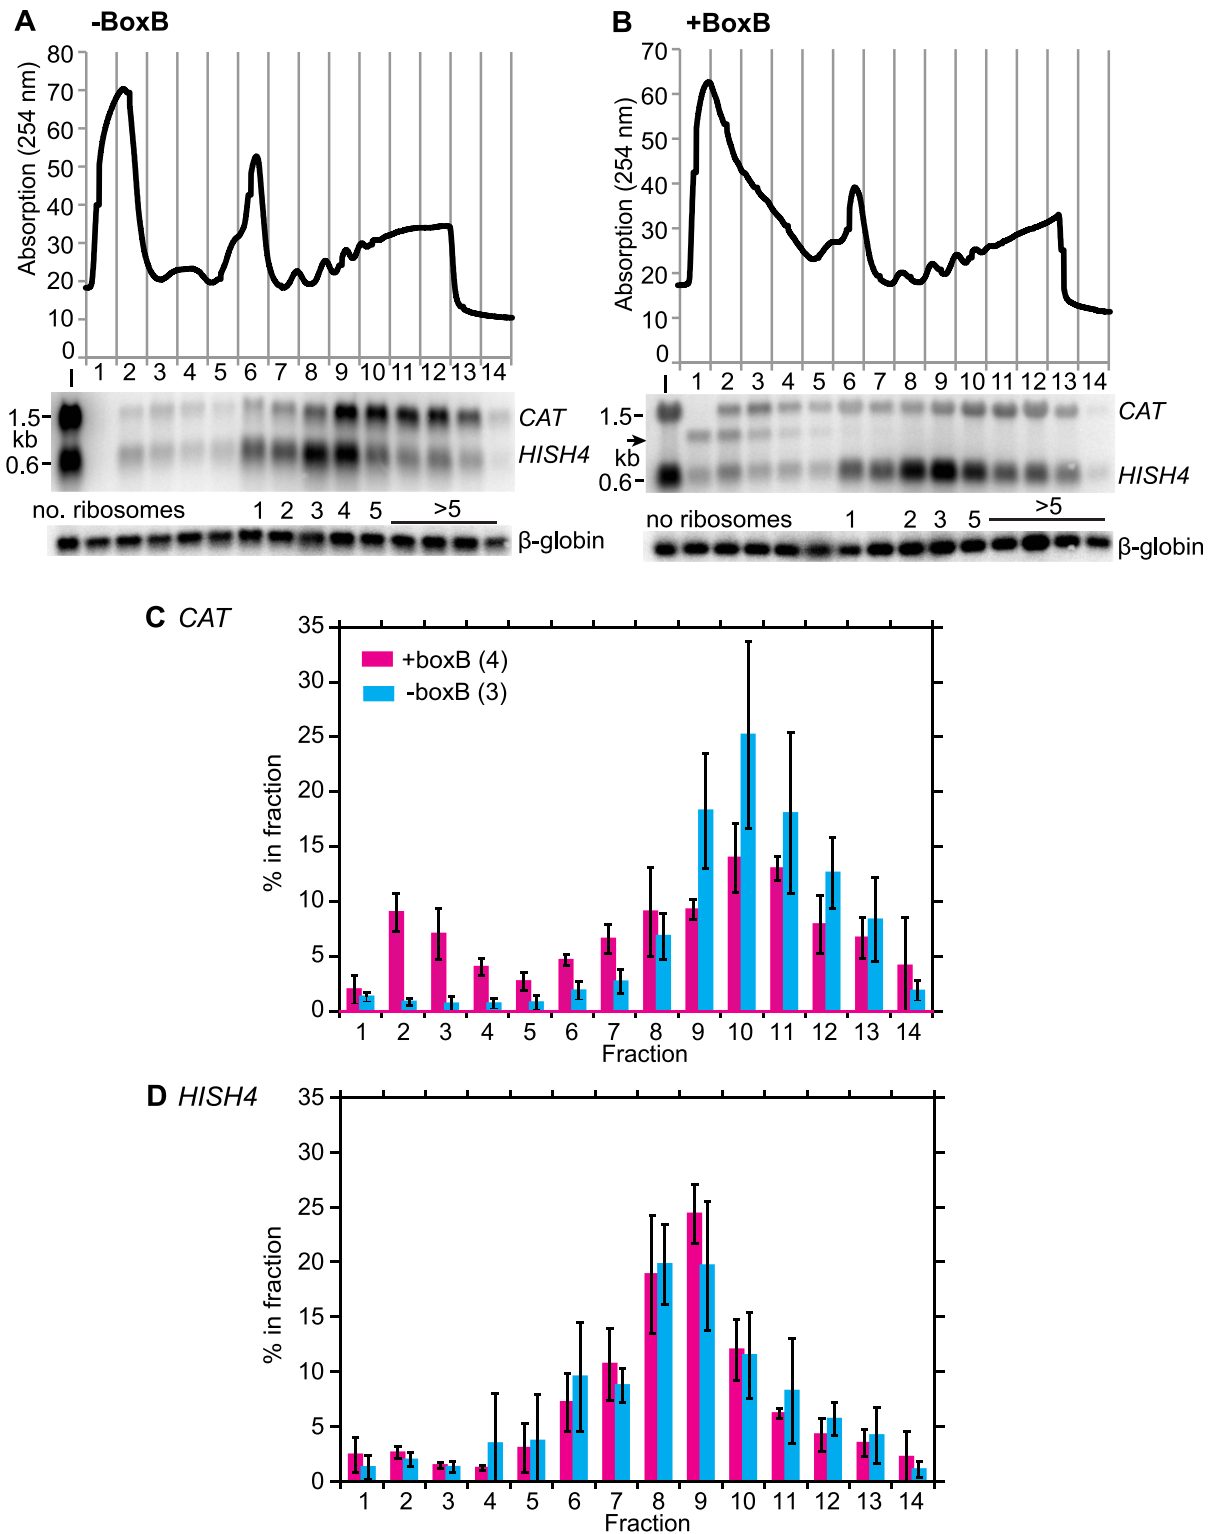 A -BoxB
Absorption (254 nm)
80
70
60
50
40
30
20
10
0
1 2 3 4 5 6 7 8 9 10 11 12 13 14
I
1.5
kb
0.6
CAT
HISH4
no. ribosomes 1 2 3 4 5 >5
β-globin
B +BoxB
Absorption (254 nm)
70
60
50
40
30
20
10
0
I 1 2 3 4 5 6 7 8 9 10 11 12 13 14
1.5
kb
0.6
CAT
HISH4
no ribosomes 1 2 3 5 >5
β-globin
C CAT
% in fraction
35
30
25
20
15
10
5
0
+boxB (4)
-boxB (3)
1 2 3 4 5 6 7 8 9 10 11 12 13 14
Fraction
D HISH4
% in fraction
35
30
25
20
15
10
5
0
1 2 3 4 5 6 7 8 9 10 11 12 13 14
Fraction